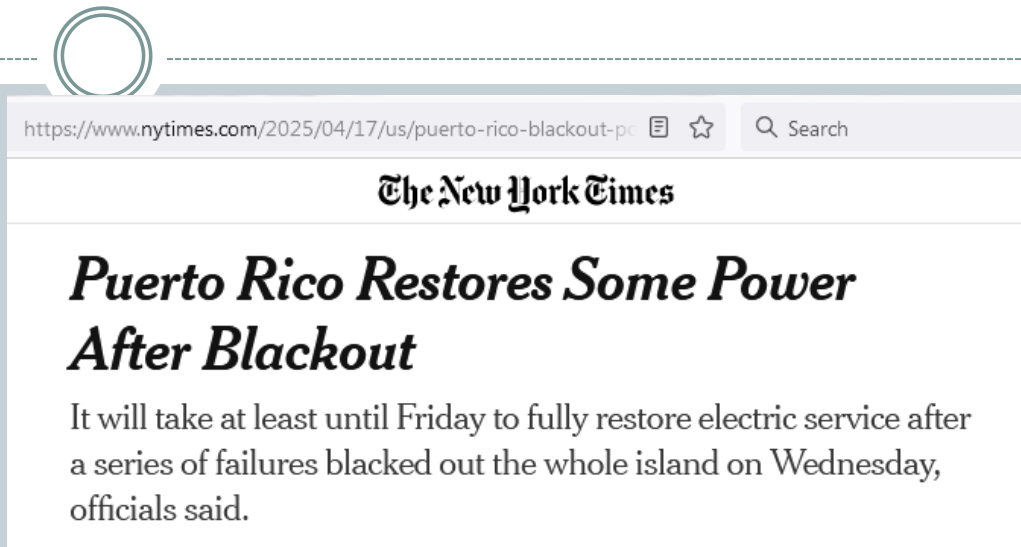 https://www.nytimes.com/2025/04/17/us/puerto-rico-blackout-po
Search
The New York Times
Puerto Rico Restores Some Power
After Blackout
It will take at least until Friday to fully restore electric service after
a series of failures blacked out the whole island on Wednesday,
officials said.